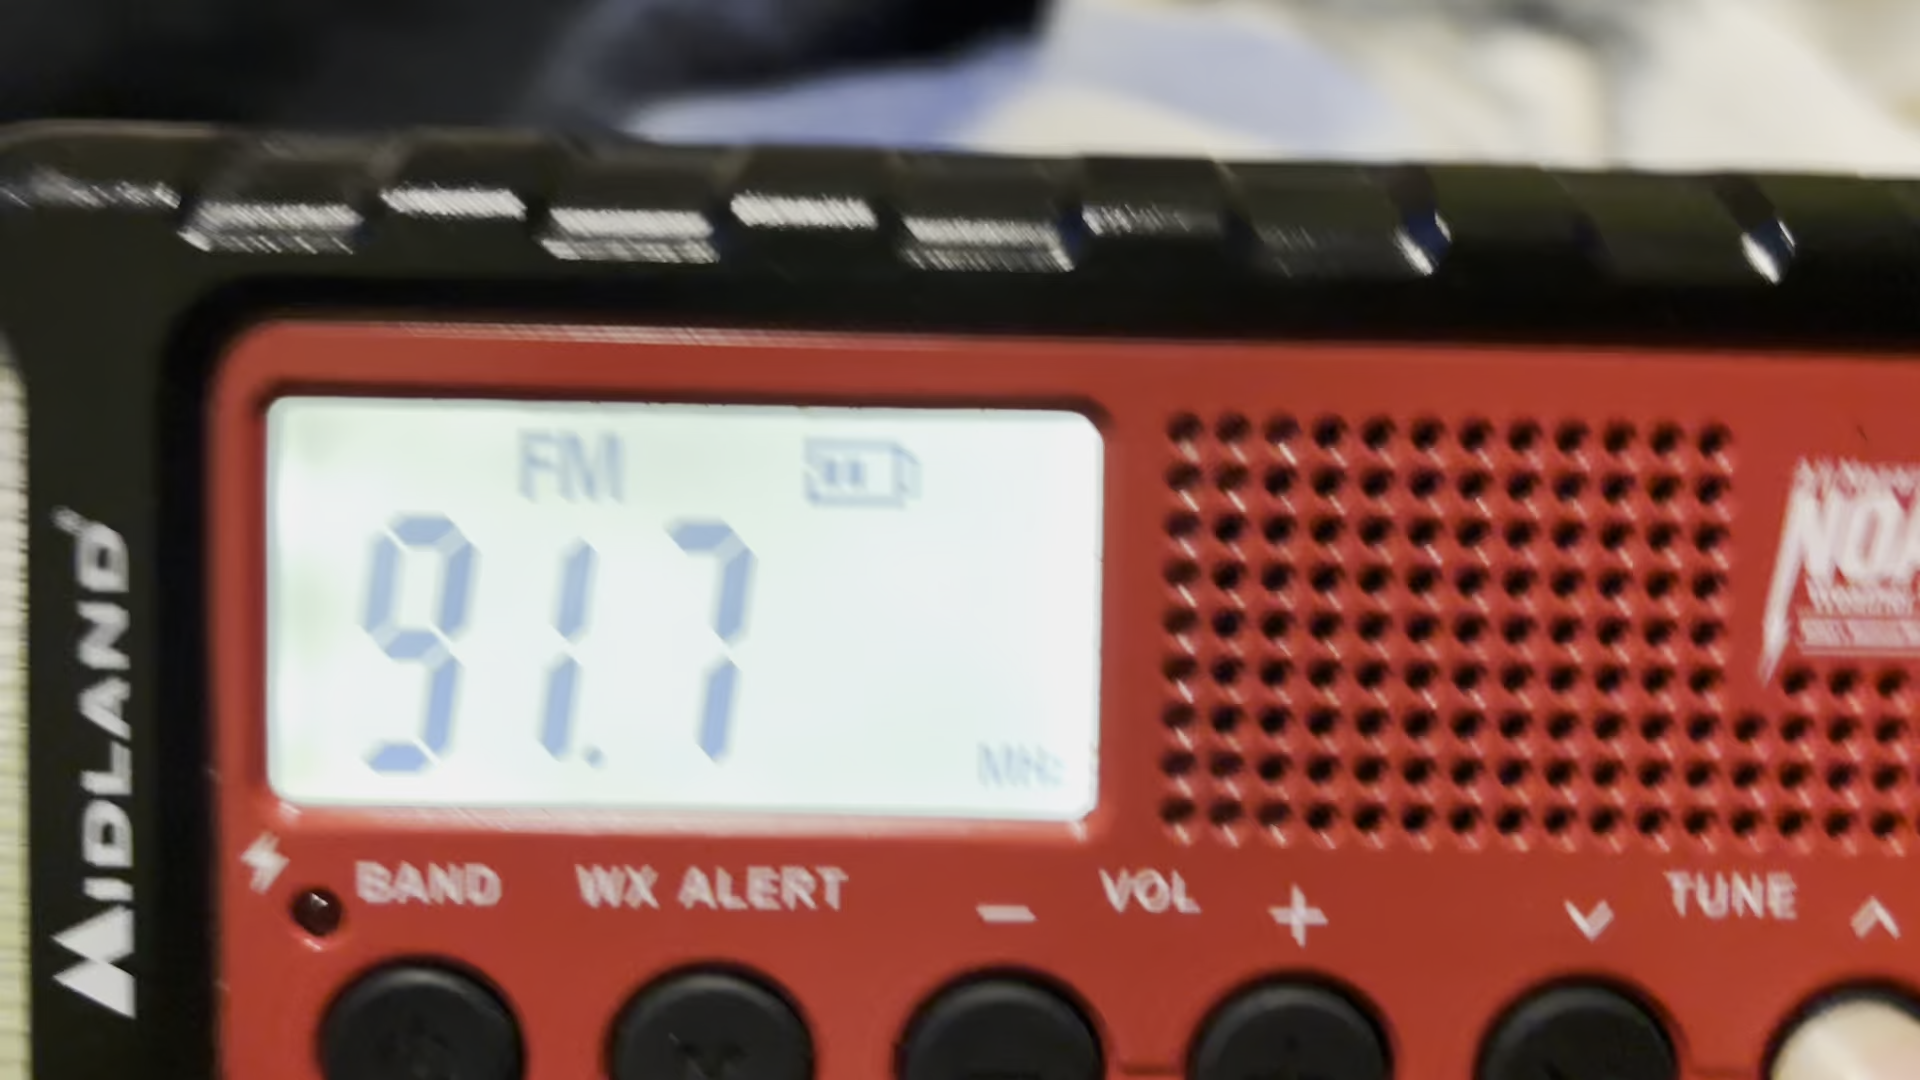 FM
91.7
MHz
MIDLAND
BAND WX ALERT - VOL + TUNE